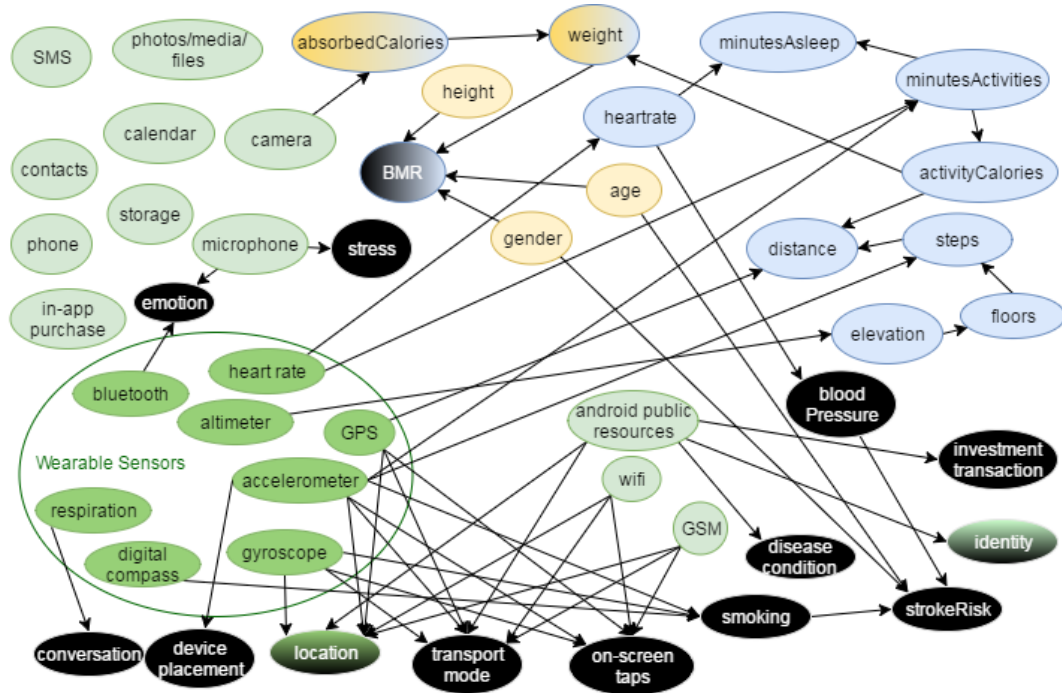 SMS
photos/media/
files
absorbedCalories
weight
minutesAsleep
minutesActivities
height
heartrate
calendar
camera
contacts
BMR
activityCalories
age
storage
phone
microphone
stress
gender
distance
steps
emotion
in-app
purchase
floors
elevation
heart rate
bluetooth
altimeter
GPS
android public
resources
blood
Pressure
investment
transaction
Wearable Sensors
accelerometer
wifi
respiration
GSM
digital
compass
gyroscope
disease
condition
identity
smoking
strokeRisk
conversation
device
placement
location
transport
mode
on-screen
taps